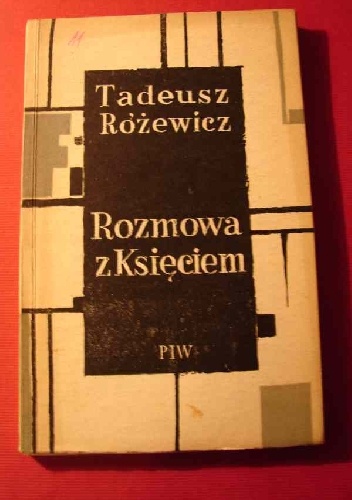 Tadeusz
Różewicz
Rozmowa
z Księciem
PIW